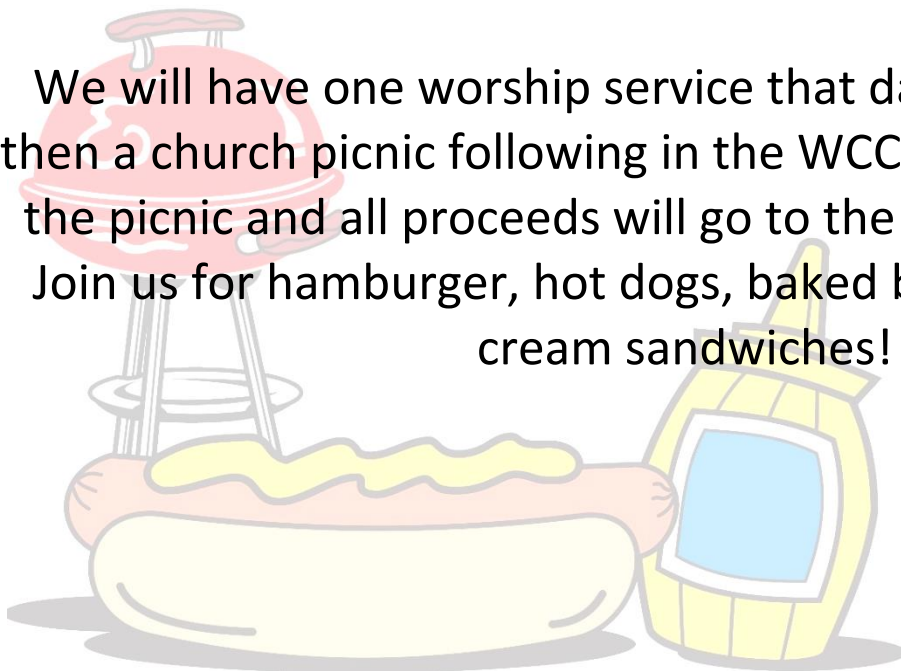 We will have one worship service that
then a church picnic following in the WCC
the picnic and all proceeds will go to the
Join us for hamburger, hot dogs, baked
cream sandwiches!